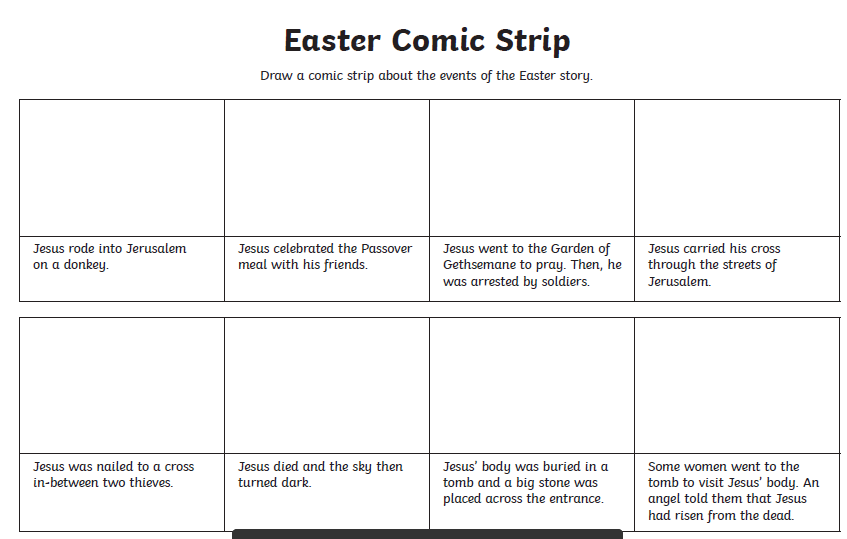 Easter Comic Strip
Draw a comic strip about the events of the Easter story.
Jesus rode into Jerusalem
on a donkey.
Jesus celebrated the Passover
meal with his friends.
Jesus went to the Garden of
Gethsemane to pray. Then, he
was arrested by soldiers.
Jesus carried his cross
through the streets of
Jerusalem.
Jesus was nailed to a cross
in-between two thieves.
Jesus died and the sky then
turned dark.
Jesus' body was buried in a
tomb and a big stone was
placed across the entrance.
Some women went to the
tomb to visit Jesus' body. An
angel told them that Jesus
had risen from the dead.